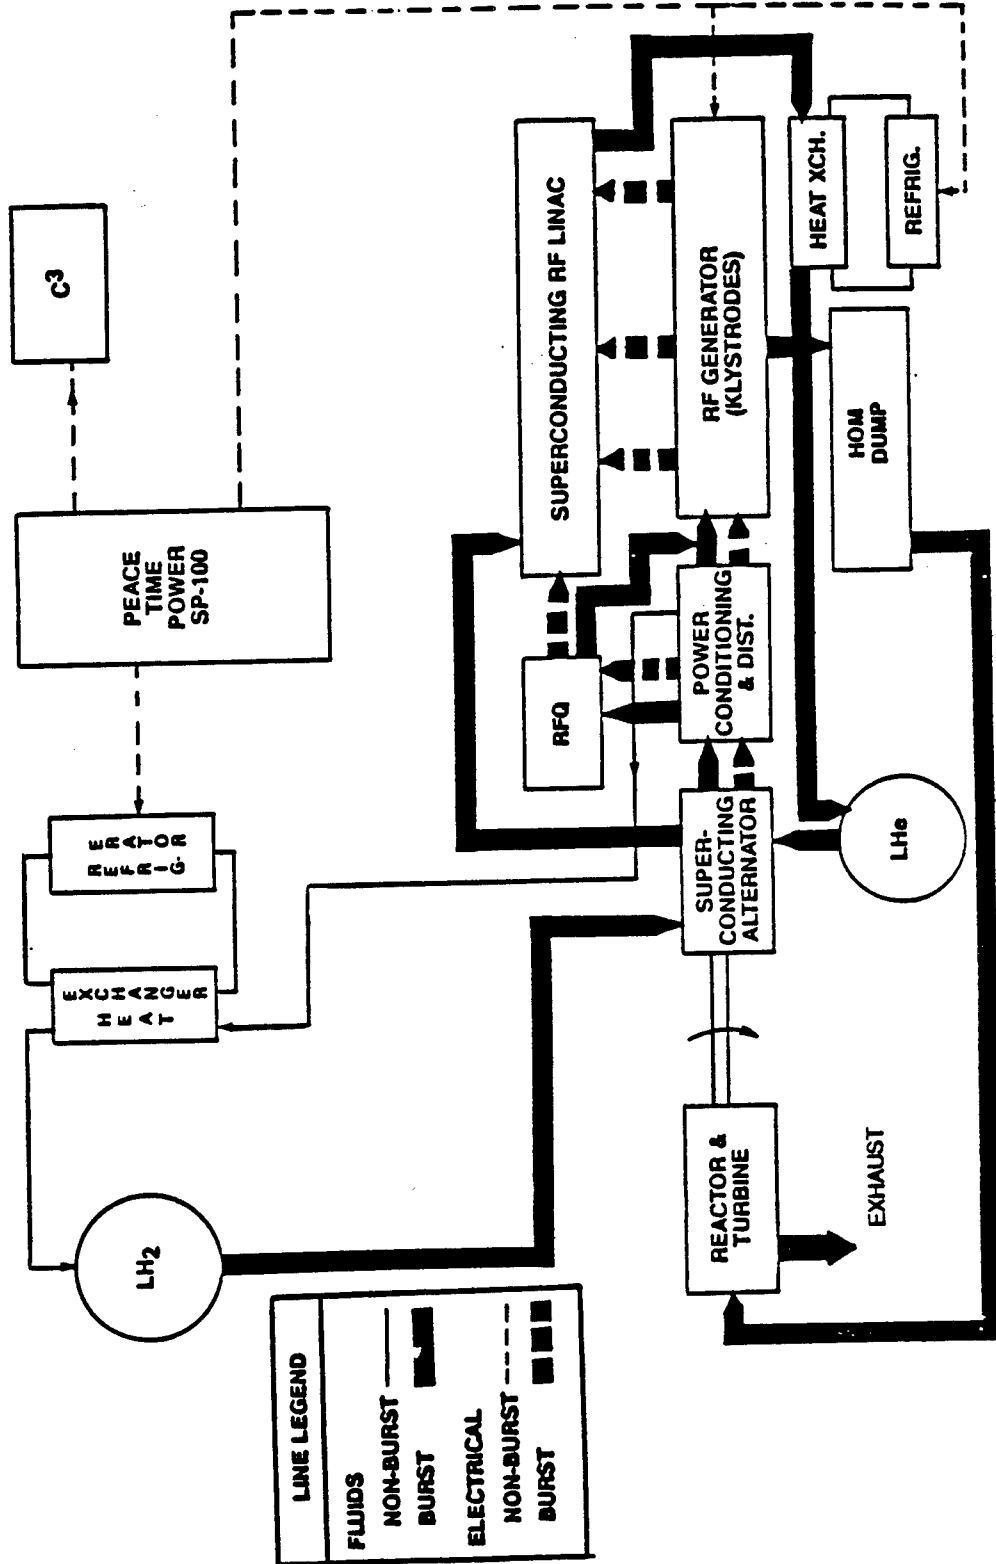 C3
PEACE
TIME
POWER
SP-100
REFRIG-
ERATOR
HEAT
EXCHANGER
LH2
SUPERCONDUCTING RF LINAC
RFQ
RF GENERATOR
(KLYSTRODES)
POWER
CONDITIONING
& DIST.
SUPER-
CONDUCTING
ALTERNATOR
REACTOR &
TURBINE
EXHAUST
HEAT XCH.
REFRIG.
HOM
DUMP
LHe
LINE LEGEND
FLUIDS
NON-BURST
BURST
ELECTRICAL
NON-BURST
BURST